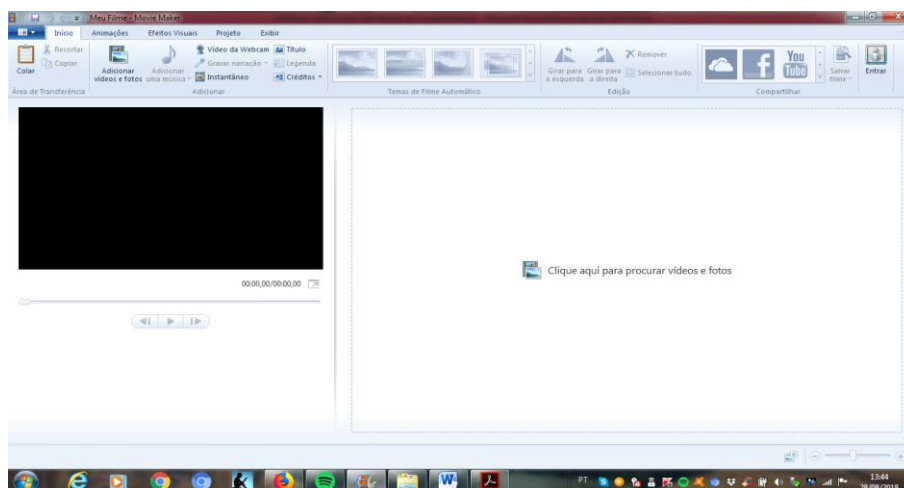 Meu Filme - Movie Maker
Início Animações Efeitos Visuais Projeto Exibir
Colar
Recortar
Copiar
Área de Transferência
Adicionar vídeos e fotos
Adicionar uma música
Vídeo da Webcam
Gravar narração
Instantâneo
Título
Legenda
Créditos
Adicionar
Temas de Filme Automático
Girar para a esquerda
Girar para a direita
Remover
Selecionar tudo
Edição
You Tube
Compartilhar
Salvar filme
Entrar
00:00,00/00:00,00
Clique aqui para procurar vídeos e fotos
PT
13:44
28/08/2018